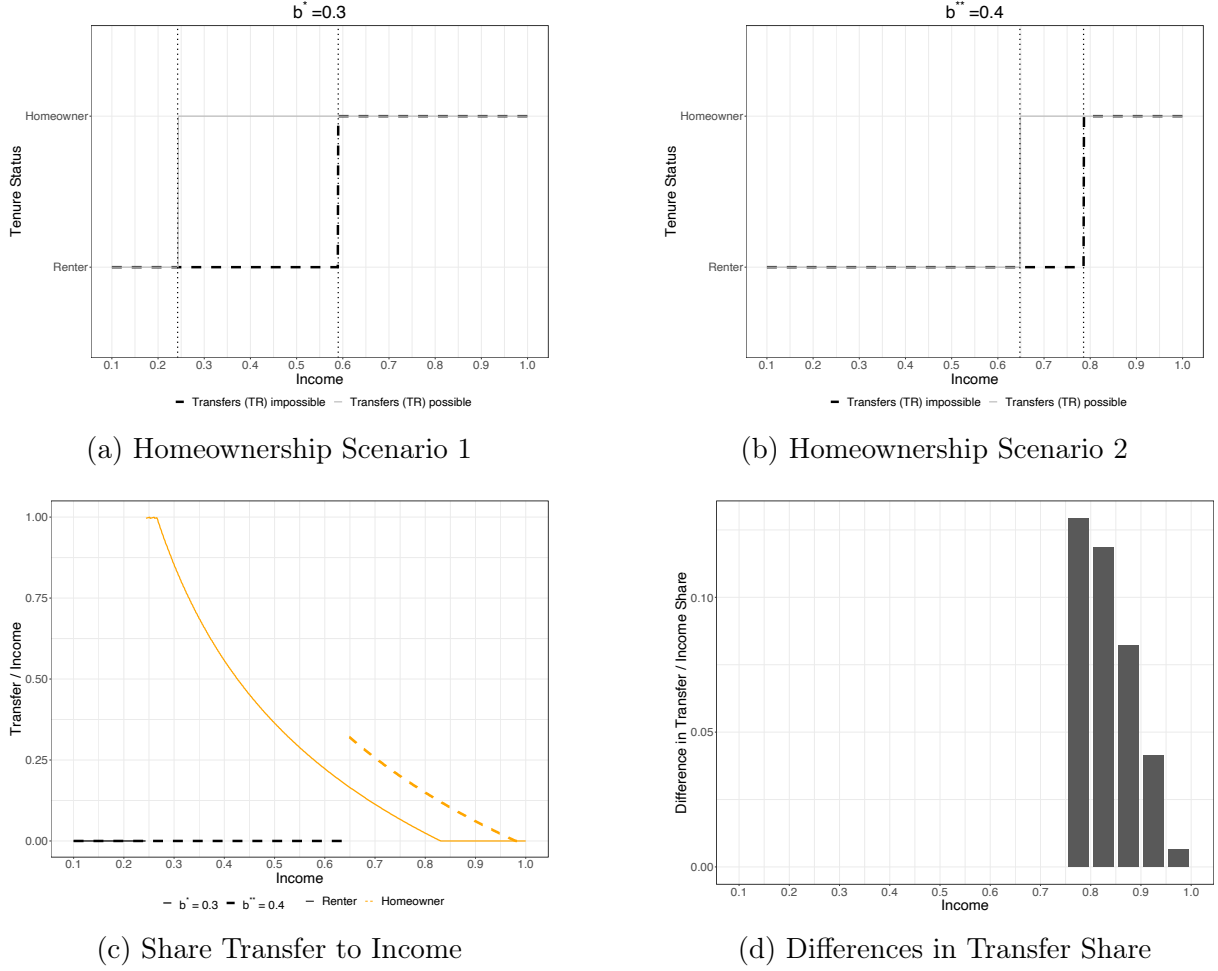 b* =0.3
Homeowner
Renter
Tenure Status
0.1 0.2 0.3 0.4 0.5 0.6 0.7 0.8 0.9 1.0
Income
Transfers (TR) impossible Transfers (TR) possible
(a) Homeownership Scenario 1
b** =0.4
Homeowner
Renter
Tenure Status
0.1 0.2 0.3 0.4 0.5 0.6 0.7 0.8 0.9 1.0
Income
Transfers (TR) impossible Transfers (TR) possible
(b) Homeownership Scenario 2
1.00
0.75
0.50
0.25
0.00
Transfer / Income
0.1 0.2 0.3 0.4 0.5 0.6 0.7 0.8 0.9 1.0
Income
b* = 0.3 b** = 0.4 Renter Homeowner
(c) Share Transfer to Income
0.10
0.05
0.00
Difference in Transfer / Income Share
0.1 0.2 0.3 0.4 0.5 0.6 0.7 0.8 0.9 1.0
Income
(d) Differences in Transfer Share